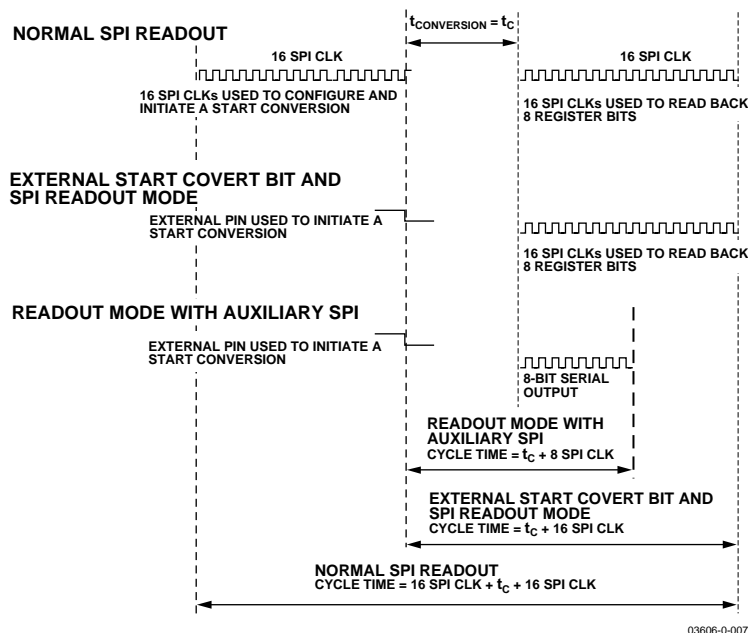 tCONVERSION = tC
NORMAL SPI READOUT
16 SPI CLK
16 SPI CLK
16 SPI CLKs USED TO CONFIGURE AND
INITIATE A START CONVERSION
16 SPI CLKs USED TO READ BACK
8 REGISTER BITS
EXTERNAL START COVERT BIT AND
SPI READOUT MODE
EXTERNAL PIN USED TO INITIATE A
START CONVERSION
16 SPI CLKs USED TO READ BACK
8 REGISTER BITS
READOUT MODE WITH AUXILIARY SPI
EXTERNAL PIN USED TO INITIATE A
START CONVERSION
8-BIT SERIAL
OUTPUT
READOUT MODE WITH
AUXILIARY SPI
CYCLE TIME = tC + 8 SPI CLK
EXTERNAL START COVERT BIT AND
SPI READOUT MODE
CYCLE TIME = tC + 16 SPI CLK
NORMAL SPI READOUT
CYCLE TIME = 16 SPI CLK + tC + 16 SPI CLK
03606-0-007